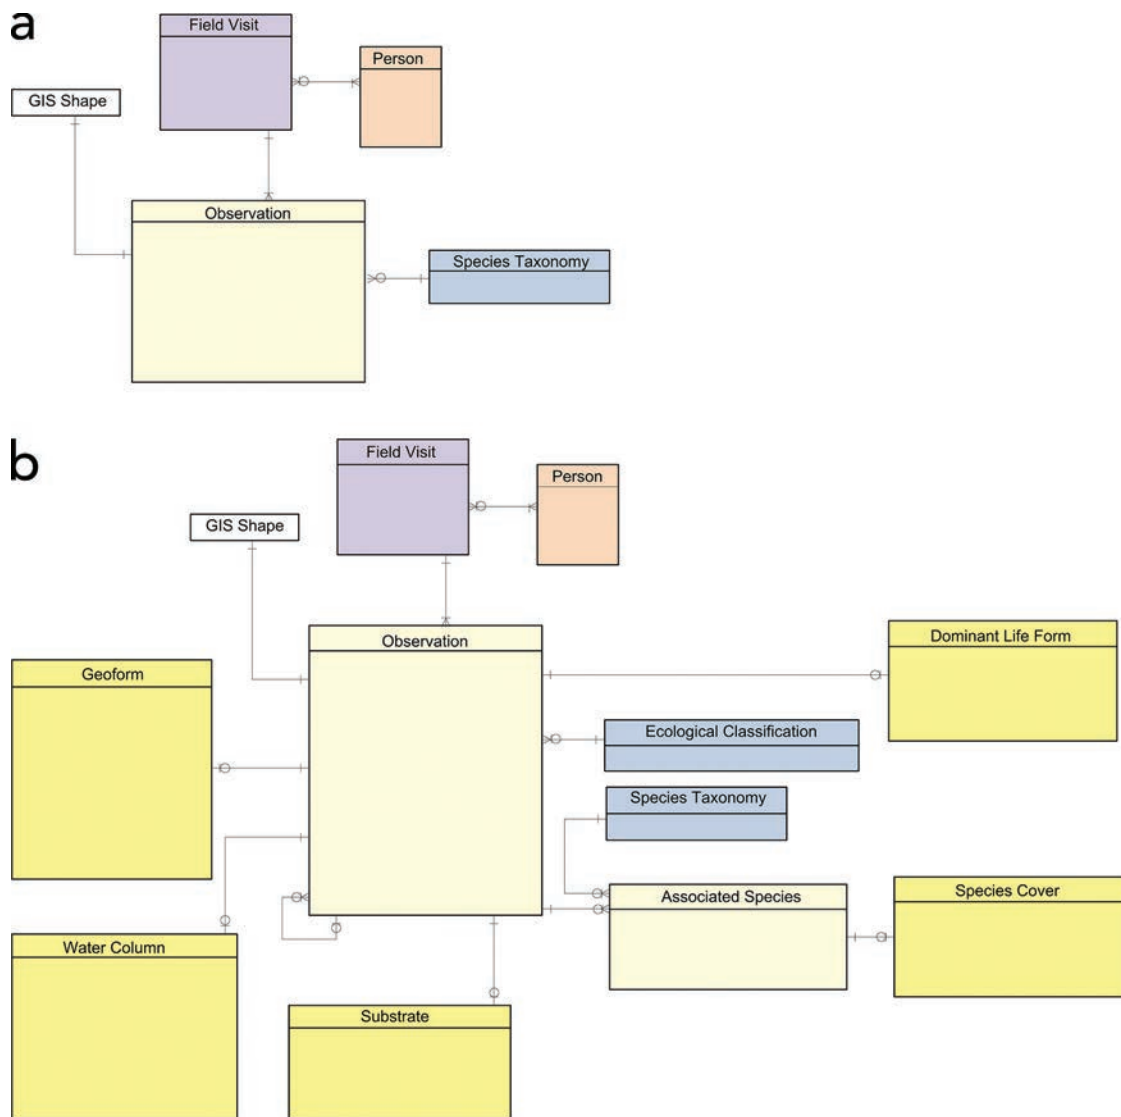 a
Field Visit
Person
GIS Shape
Observation
Species Taxonomy
b
Field Visit
Person
GIS Shape
Observation
Dominant Life Form
Geoform
Ecological Classification
Species Taxonomy
Associated Species
Species Cover
Water Column
Substrate